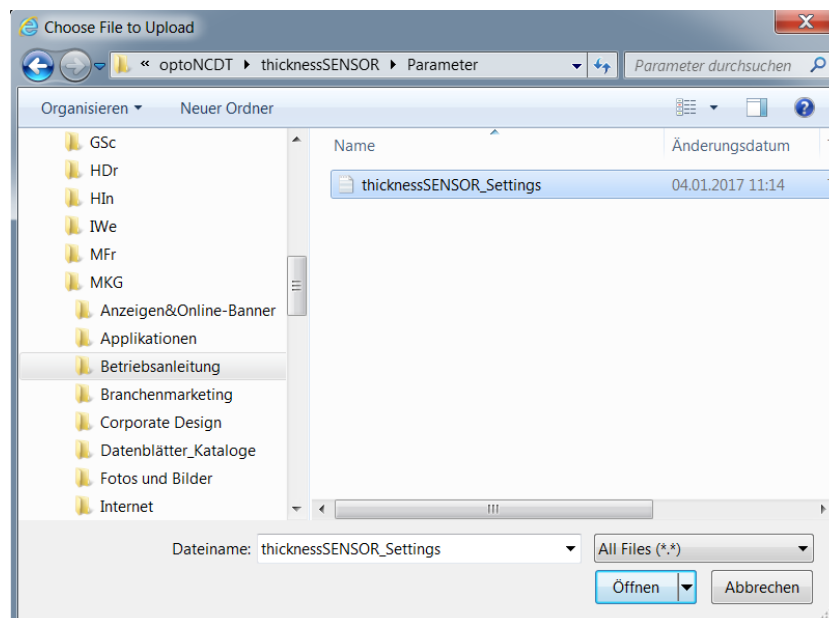 Choose File to Upload
« optoNCDT ▸ thicknessSENSOR ▸ Parameter
Parameter durchsuchen
Organisieren Neuer Ordner
Name Änderungsdatum
thicknessSENSOR_Settings 04.01.2017 11:14
GSc
HDr
HIn
IWe
MFr
MKG
Anzeigen&Online-Banner
Applikationen
Betriebsanleitung
Branchenmarketing
Corporate Design
Datenblätter_Kataloge
Fotos und Bilder
Internet
Dateiname: thicknessSENSOR_Settings All Files (*.*)
Öffnen Abbrechen